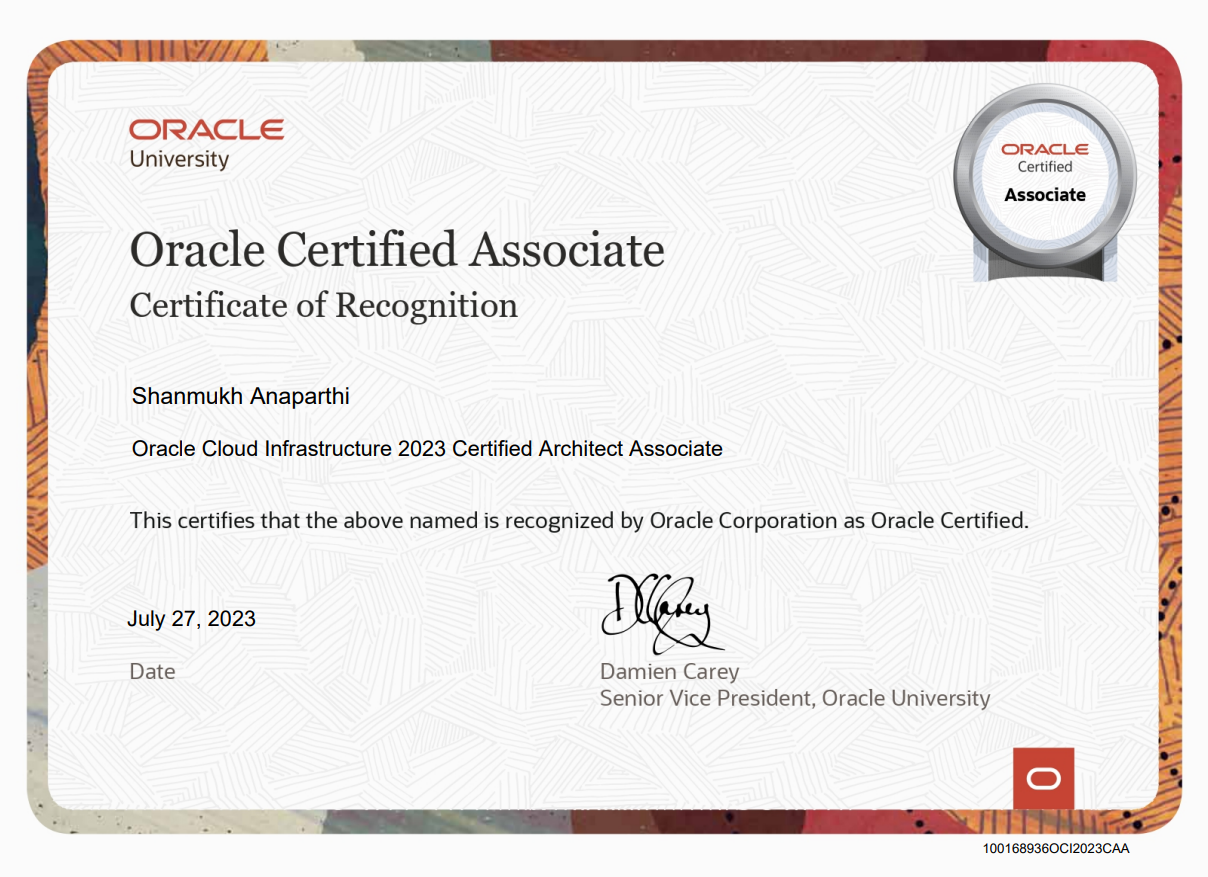 ORACLE
University
ORACLE
Certified
Associate
Oracle Certified Associate
Certificate of Recognition
Shanmukh Anaparthi
Oracle Cloud Infrastructure 2023 Certified Architect Associate
This certifies that the above named is recognized by Oracle Corporation as Oracle Certified.
DCarey
July 27, 2023
Date
Damien Carey
Senior Vice President, Oracle University
100168936OCI2023CAA